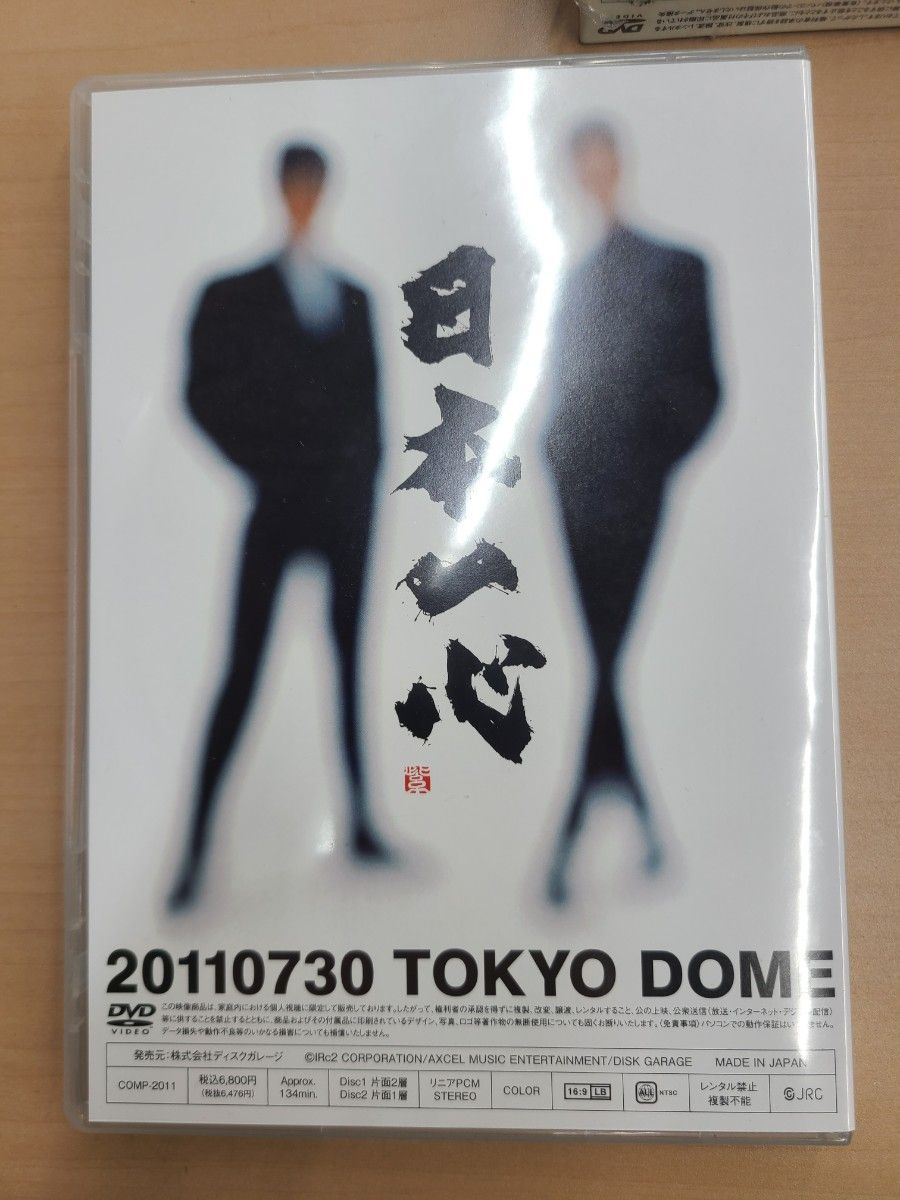 日本一心
紫
20110730 TOKYO DOME
DVD
VIDEO
この映像商品は、家庭内における個人視聴に限定して販売しております。したがって、権利者の承認を得ずに複製、改変、譲渡、レンタルすること、公の上映、公衆送信(放送・インターネット・デジタル配信)
等に供することを禁止するとともに、商品およびその付属品に印刷されているデザイン、写真、ロゴ等著作物の無断使用についても固くお断りいたします。(免責事項)パソコンでの動作保証はいたしません。
データ損失や動作不良等のいかなる損害についても補償いたしません。
発売元：株式会社ディスクガレージ ©IRc2 CORPORATION/AXCEL MUSIC ENTERTAINMENT/DISK GARAGE MADE IN JAPAN
COMP-2011
税込6,800円
(税抜6,476円)
Approx.
134min.
Disc1 片面2層
Disc2 片面1層
リニアPCM
STEREO
COLOR
16:9 LB
ALL NTSC
レンタル禁止
複製不能
JRC